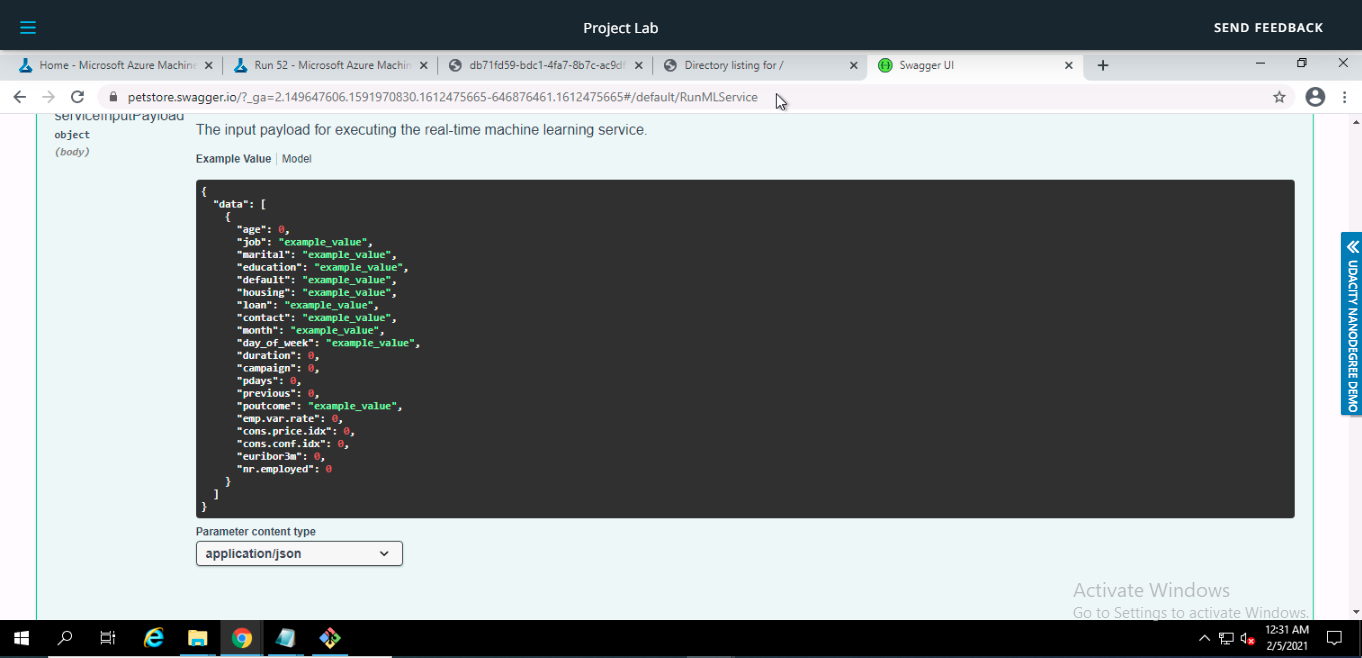 Project Lab
SEND FEEDBACK
Home - Microsoft Azure Machine
Run 52 - Microsoft Azure Machin
db71fd59-bdc1-4fa7-8b7c-ac9df
Directory listing for /
Swagger UI
petstore.swagger.io/?_ga=2.149647606.1591970830.1612475665-646876461.1612475665#/default/RunMLService
serviceInputPayload
object
(body)
The input payload for executing the real-time machine learning service.
Example Value | Model
{
"data": [
{
"age": 0,
"job": "example_value",
"marital": "example_value",
"education": "example_value",
"default": "example_value",
"housing": "example_value",
"loan": "example_value",
"contact": "example_value",
"month": "example_value",
"day_of_week": "example_value",
"duration": 0,
"campaign": 0,
"pdays": 0,
"previous": 0,
"poutcome": "example_value",
"emp.var.rate": 0,
"cons.price.idx": 0,
"cons.conf.idx": 0,
"euribor3m": 0,
"nr.employed": 0
}
]
}
Parameter content type
application/json
UDACITY NANODEGREE DEMO
Activate Windows
Go to Settings to activate Windows.
12:31 AM
2/5/2021